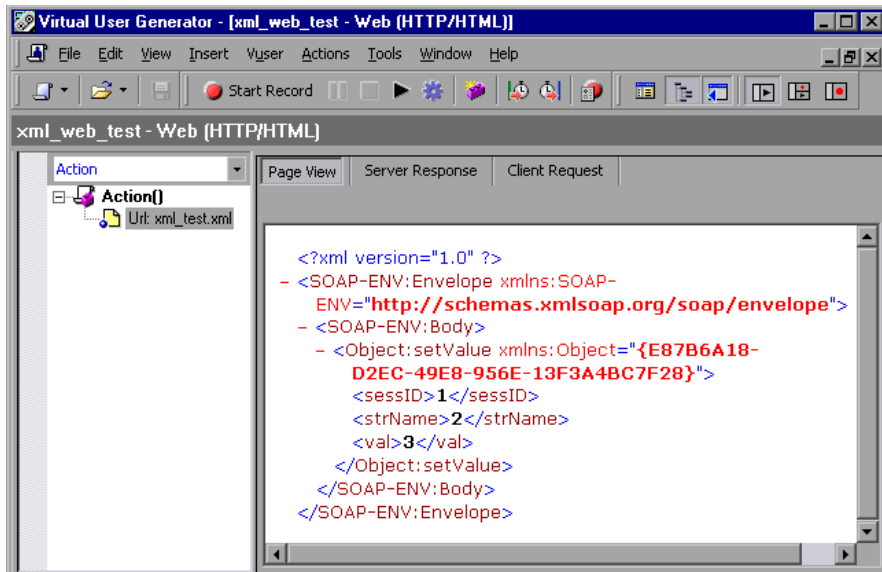 Virtual User Generator - [xml_web_test - Web (HTTP/HTML)]
File Edit View Insert Vuser Actions Tools Window Help
Start Record
xml_web_test - Web (HTTP/HTML)
Action
Page View Server Response Client Request
Action()
Url: xml_test.xml
<?xml version="1.0" ?>
- <SOAP-ENV:Envelope xmlns:SOAP-
ENV="http://schemas.xmlsoap.org/soap/envelope">
- <SOAP-ENV:Body>
- <Object:setValue xmlns:Object="{E87B6A18-
D2EC-49E8-956E-13F3A4BC7F28}">
<sessID>1</sessID>
<strName>2</strName>
<val>3</val>
</Object:setValue>
</SOAP-ENV:Body>
</SOAP-ENV:Envelope>